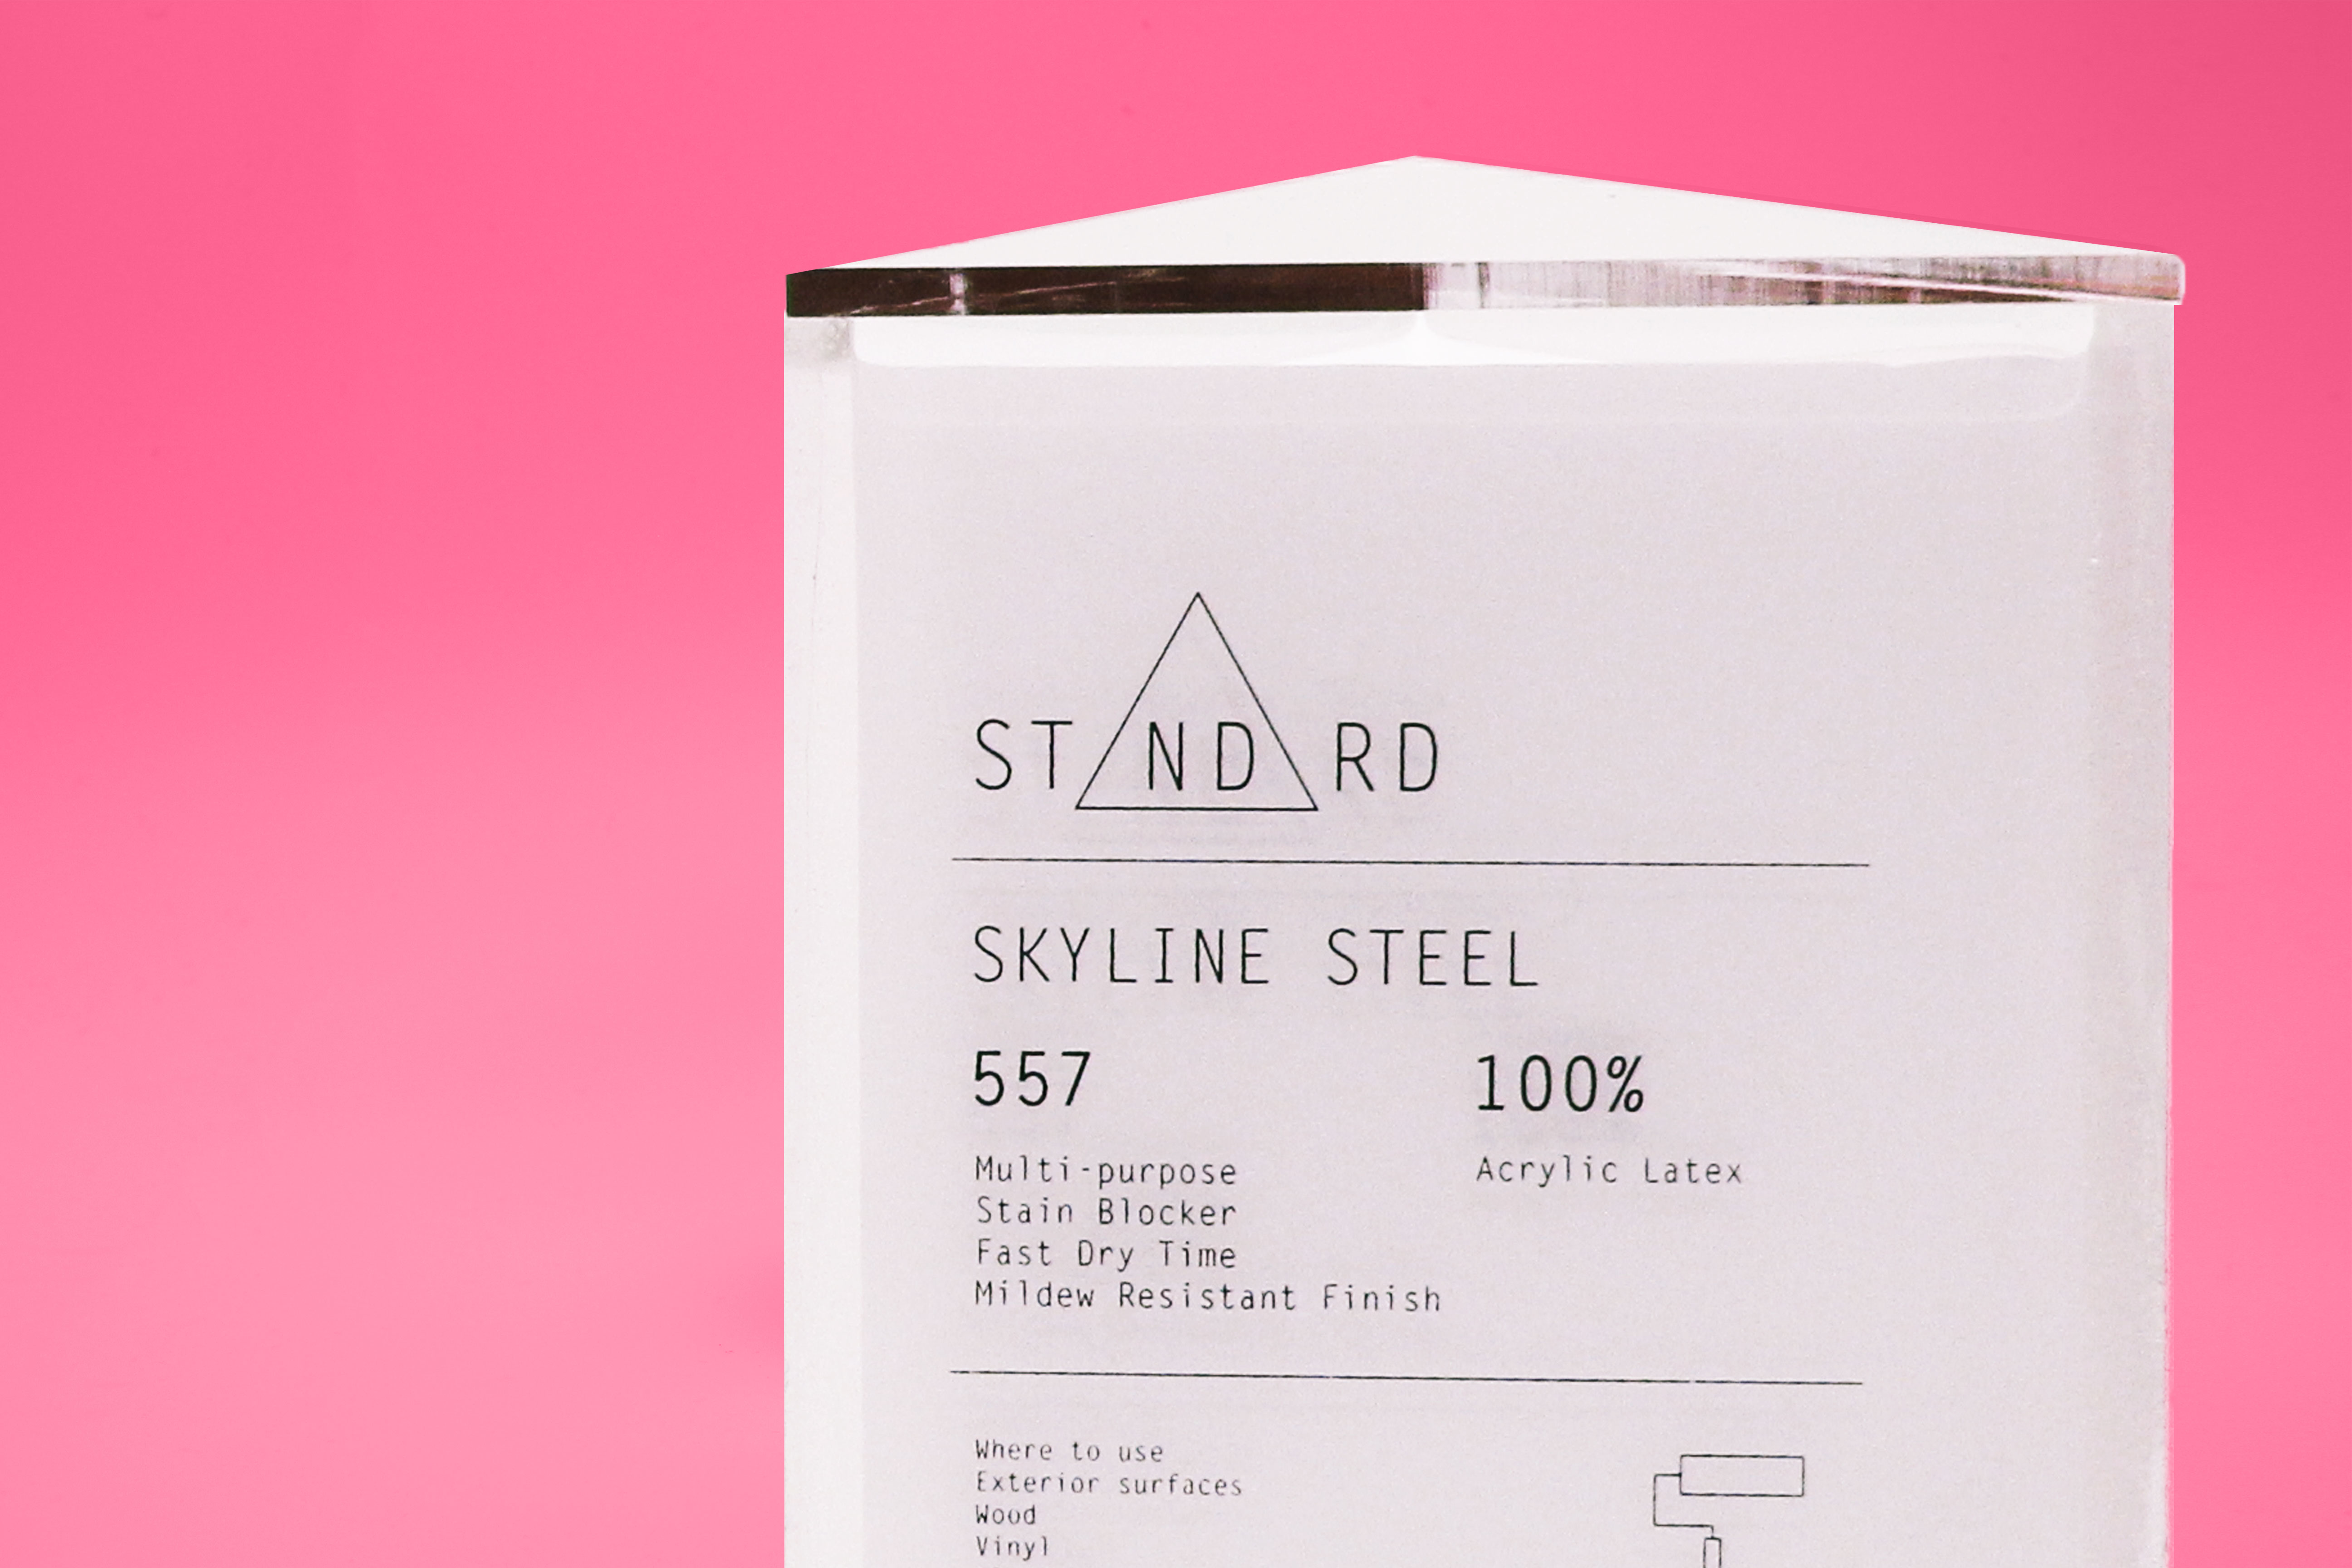 ST ND RD
SKYLINE STEEL
557
100%
Multi-purpose
Stain Blocker
Fast Dry Time
Mildew Resistant Finish
Acrylic Latex
Where to use
Exterior surfaces
Wood
Vinyl